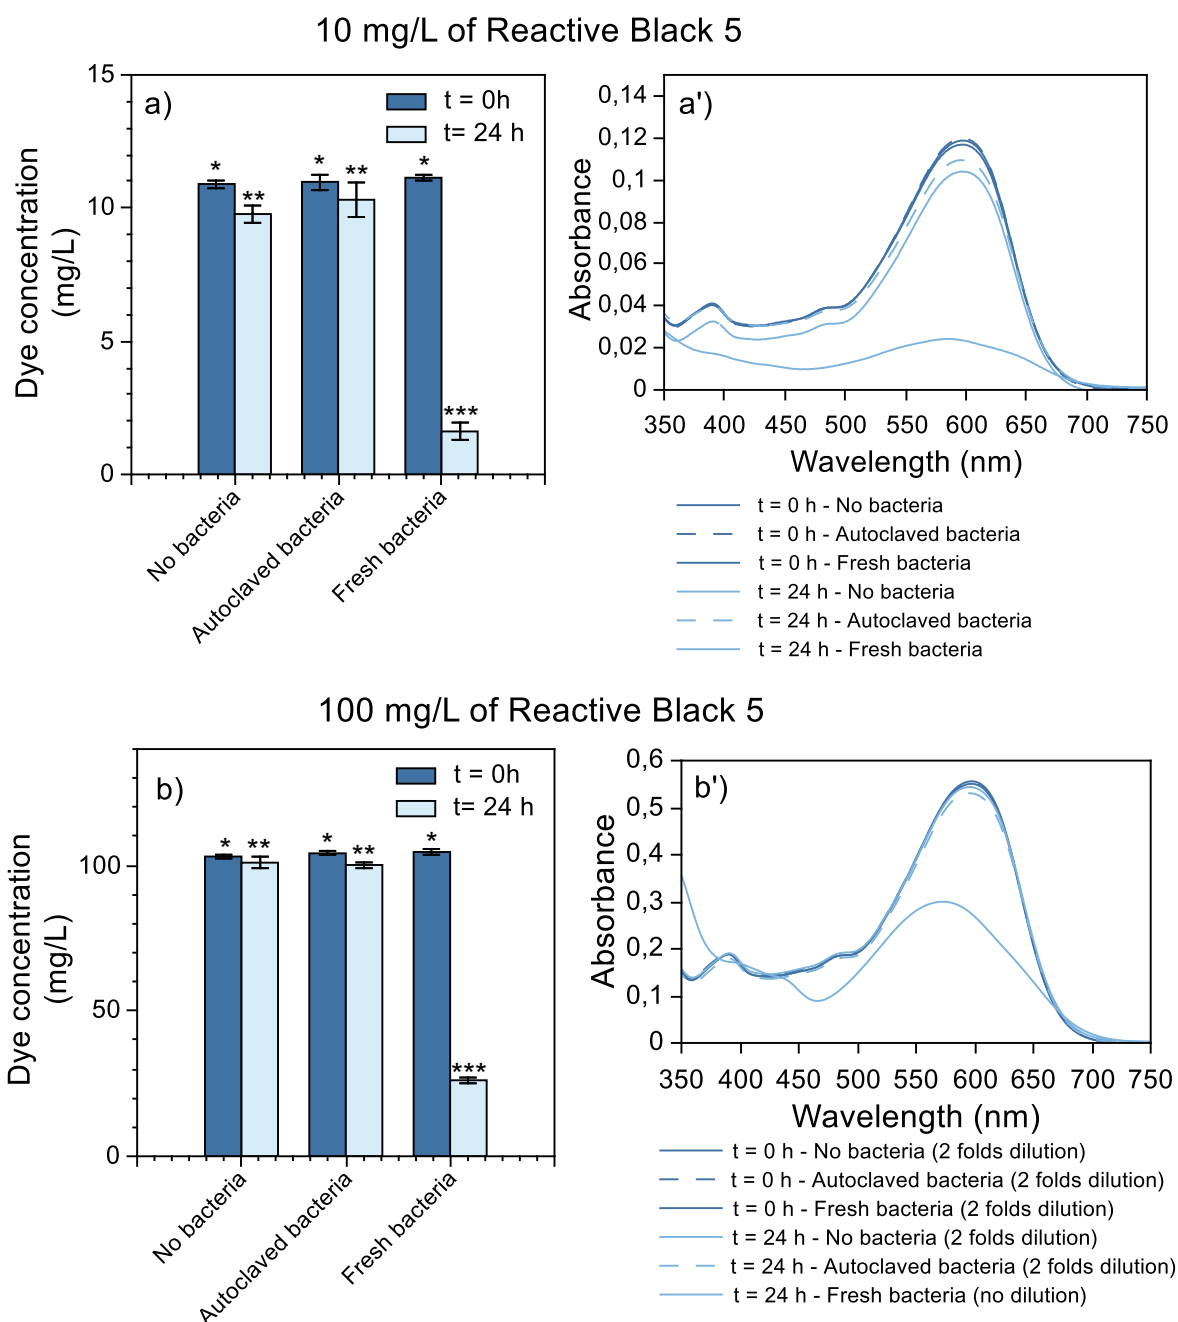 10 mg/L of Reactive Black 5
a)
t = 0h
t= 24 h
15
10
5
0
Dye concentration
(mg/L)
*
**
*
**
*
***
No bacteria
Autoclaved bacteria
Fresh bacteria
a')
0,14
0,12
0,1
0,08
0,06
0,04
0,02
0
Absorbance
350 400 450 500 550 600 650 700 750
Wavelength (nm)
t = 0 h - No bacteria
t = 0 h - Autoclaved bacteria
t = 0 h - Fresh bacteria
t = 24 h - No bacteria
t = 24 h - Autoclaved bacteria
t = 24 h - Fresh bacteria
100 mg/L of Reactive Black 5
b)
t = 0h
t= 24 h
100
50
0
Dye concentration
(mg/L)
*
**
*
**
*
***
No bacteria
Autoclaved bacteria
Fresh bacteria
b')
0,6
0,5
0,4
0,3
0,2
0,1
0
Absorbance
350 400 450 500 550 600 650 700 750
Wavelength (nm)
t = 0 h - No bacteria (2 folds dilution)
t = 0 h - Autoclaved bacteria (2 folds dilution)
t = 0 h - Fresh bacteria (2 folds dilution)
t = 24 h - No bacteria (2 folds dilution)
t = 24 h - Autoclaved bacteria (2 folds dilution)
t = 24 h - Fresh bacteria (no dilution)